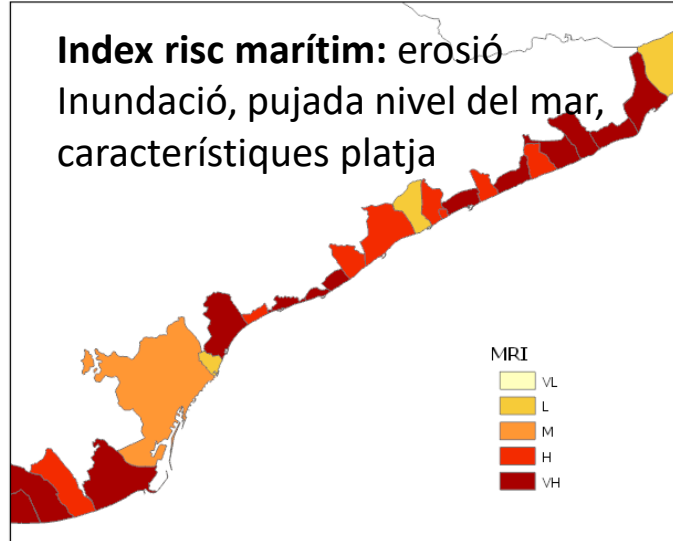 Index risc marítim: erosió
Inundació, pujada nivel del mar,
característiques platja
MRI
VL
L
M
H
VH